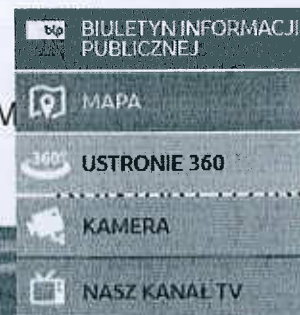 bip BIULETYN INFORMACJI
PUBLICZNEJ
M
MAPA
360°
USTRONIE 360
KAMERA
NASZ KANAŁ TV